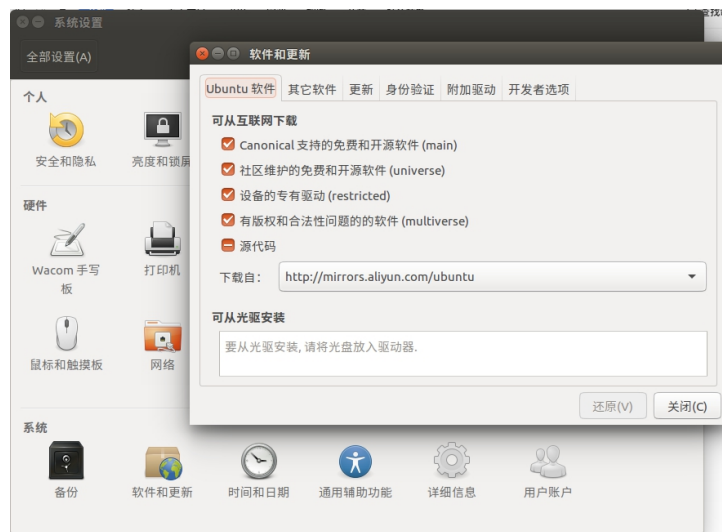 系统设置
全部设置(A)
个人
安全和隐私
亮度和锁屏
硬件
Wacom 手写板
打印机
鼠标和触摸板
网络
系统
备份
软件和更新
时间和日期
通用辅助功能
详细信息
用户账户
软件和更新
Ubuntu 软件 其它软件 更新 身份验证 附加驱动 开发者选项
可从互联网下载
Canonical 支持的免费和开源软件 (main)
社区维护的免费和开源软件 (universe)
设备的专有驱动 (restricted)
有版权和合法性问题的的软件 (multiverse)
源代码
下载自： http://mirrors.aliyun.com/ubuntu
可从光驱安装
要从光驱安装, 请将光盘放入驱动器.
还原(V) 关闭(C)